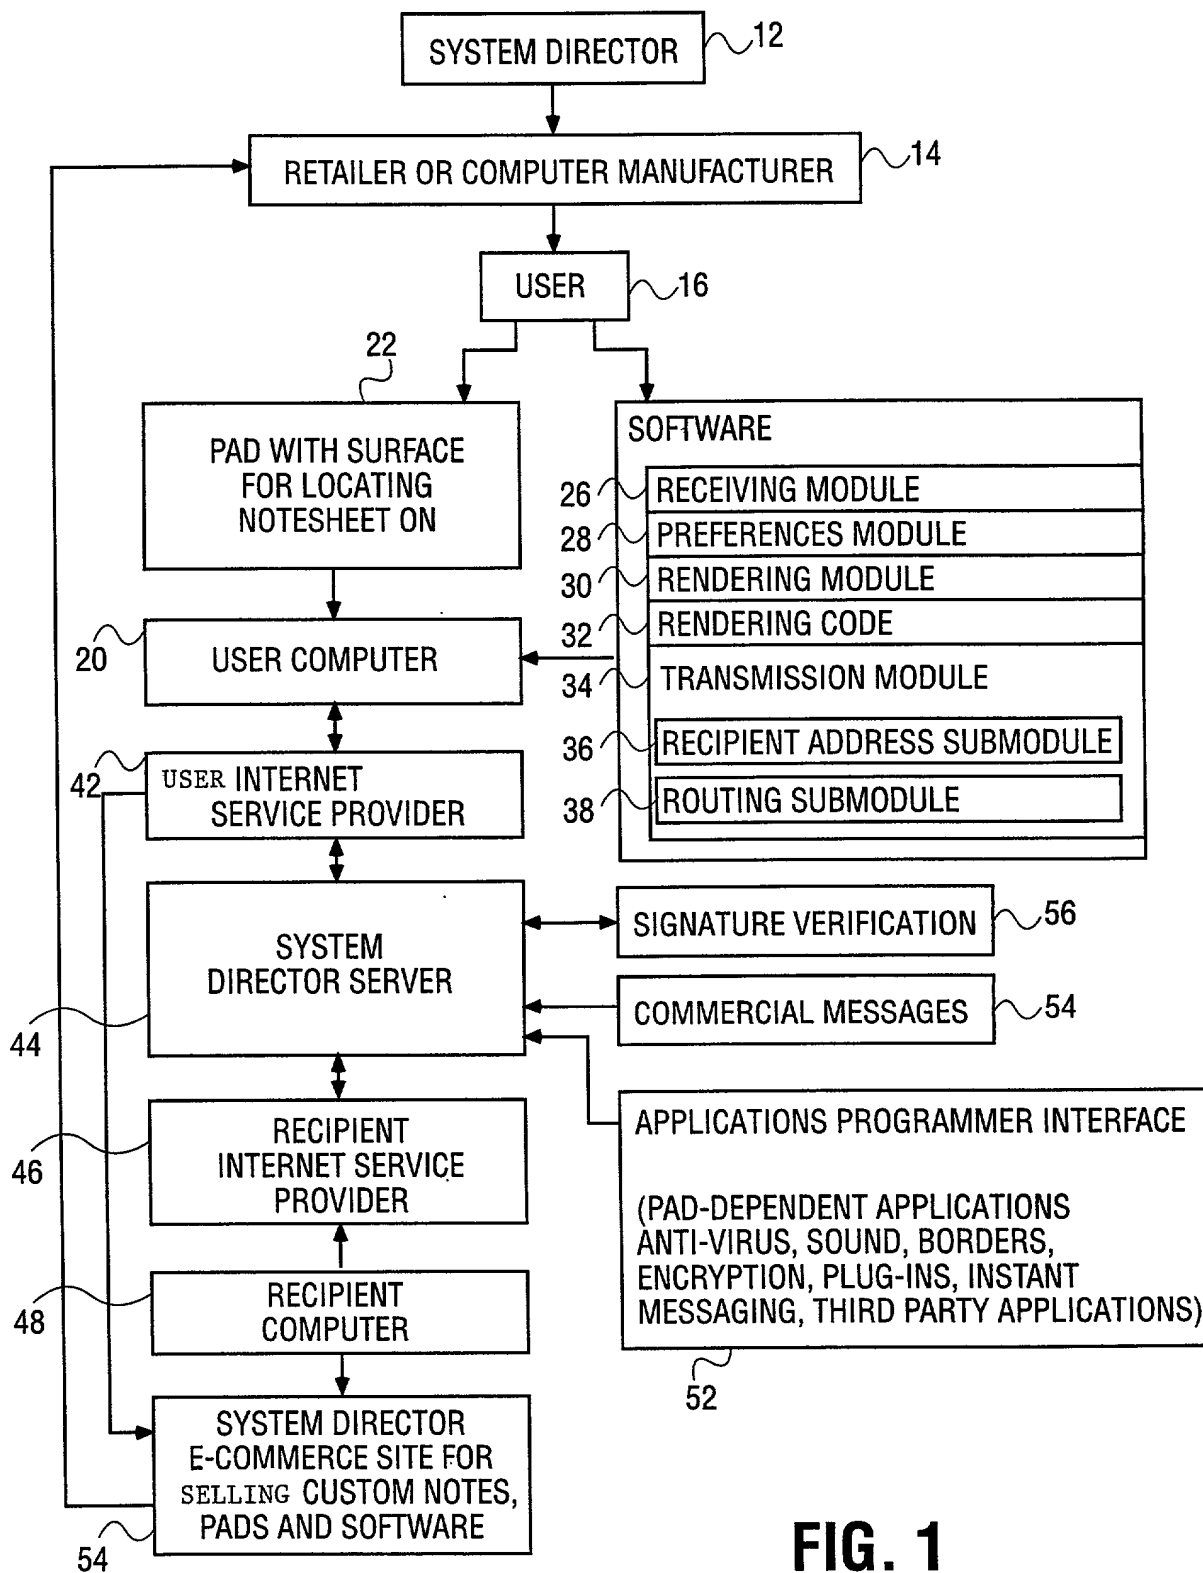 SYSTEM DIRECTOR
12
RETAILER OR COMPUTER MANUFACTURER
14
USER
16
22
PAD WITH SURFACE
FOR LOCATING
NOTESHEET ON
SOFTWARE
26
RECEIVING MODULE
28
PREFERENCES MODULE
30
RENDERING MODULE
32
RENDERING CODE
34
TRANSMISSION MODULE
36
RECIPIENT ADDRESS SUBMODULE
38
ROUTING SUBMODULE
20
USER COMPUTER
42
USER INTERNET
SERVICE PROVIDER
SYSTEM
DIRECTOR SERVER
44
SIGNATURE VERIFICATION
56
COMMERCIAL MESSAGES
54
APPLICATIONS PROGRAMMER INTERFACE
(PAD-DEPENDENT APPLICATIONS
ANTI-VIRUS, SOUND, BORDERS,
ENCRYPTION, PLUG-INS, INSTANT
MESSAGING, THIRD PARTY APPLICATIONS)
52
RECIPIENT
INTERNET SERVICE
PROVIDER
46
RECIPIENT
COMPUTER
48
SYSTEM DIRECTOR
E-COMMERCE SITE FOR
SELLING CUSTOM NOTES,
PADS AND SOFTWARE
54
FIG. 1